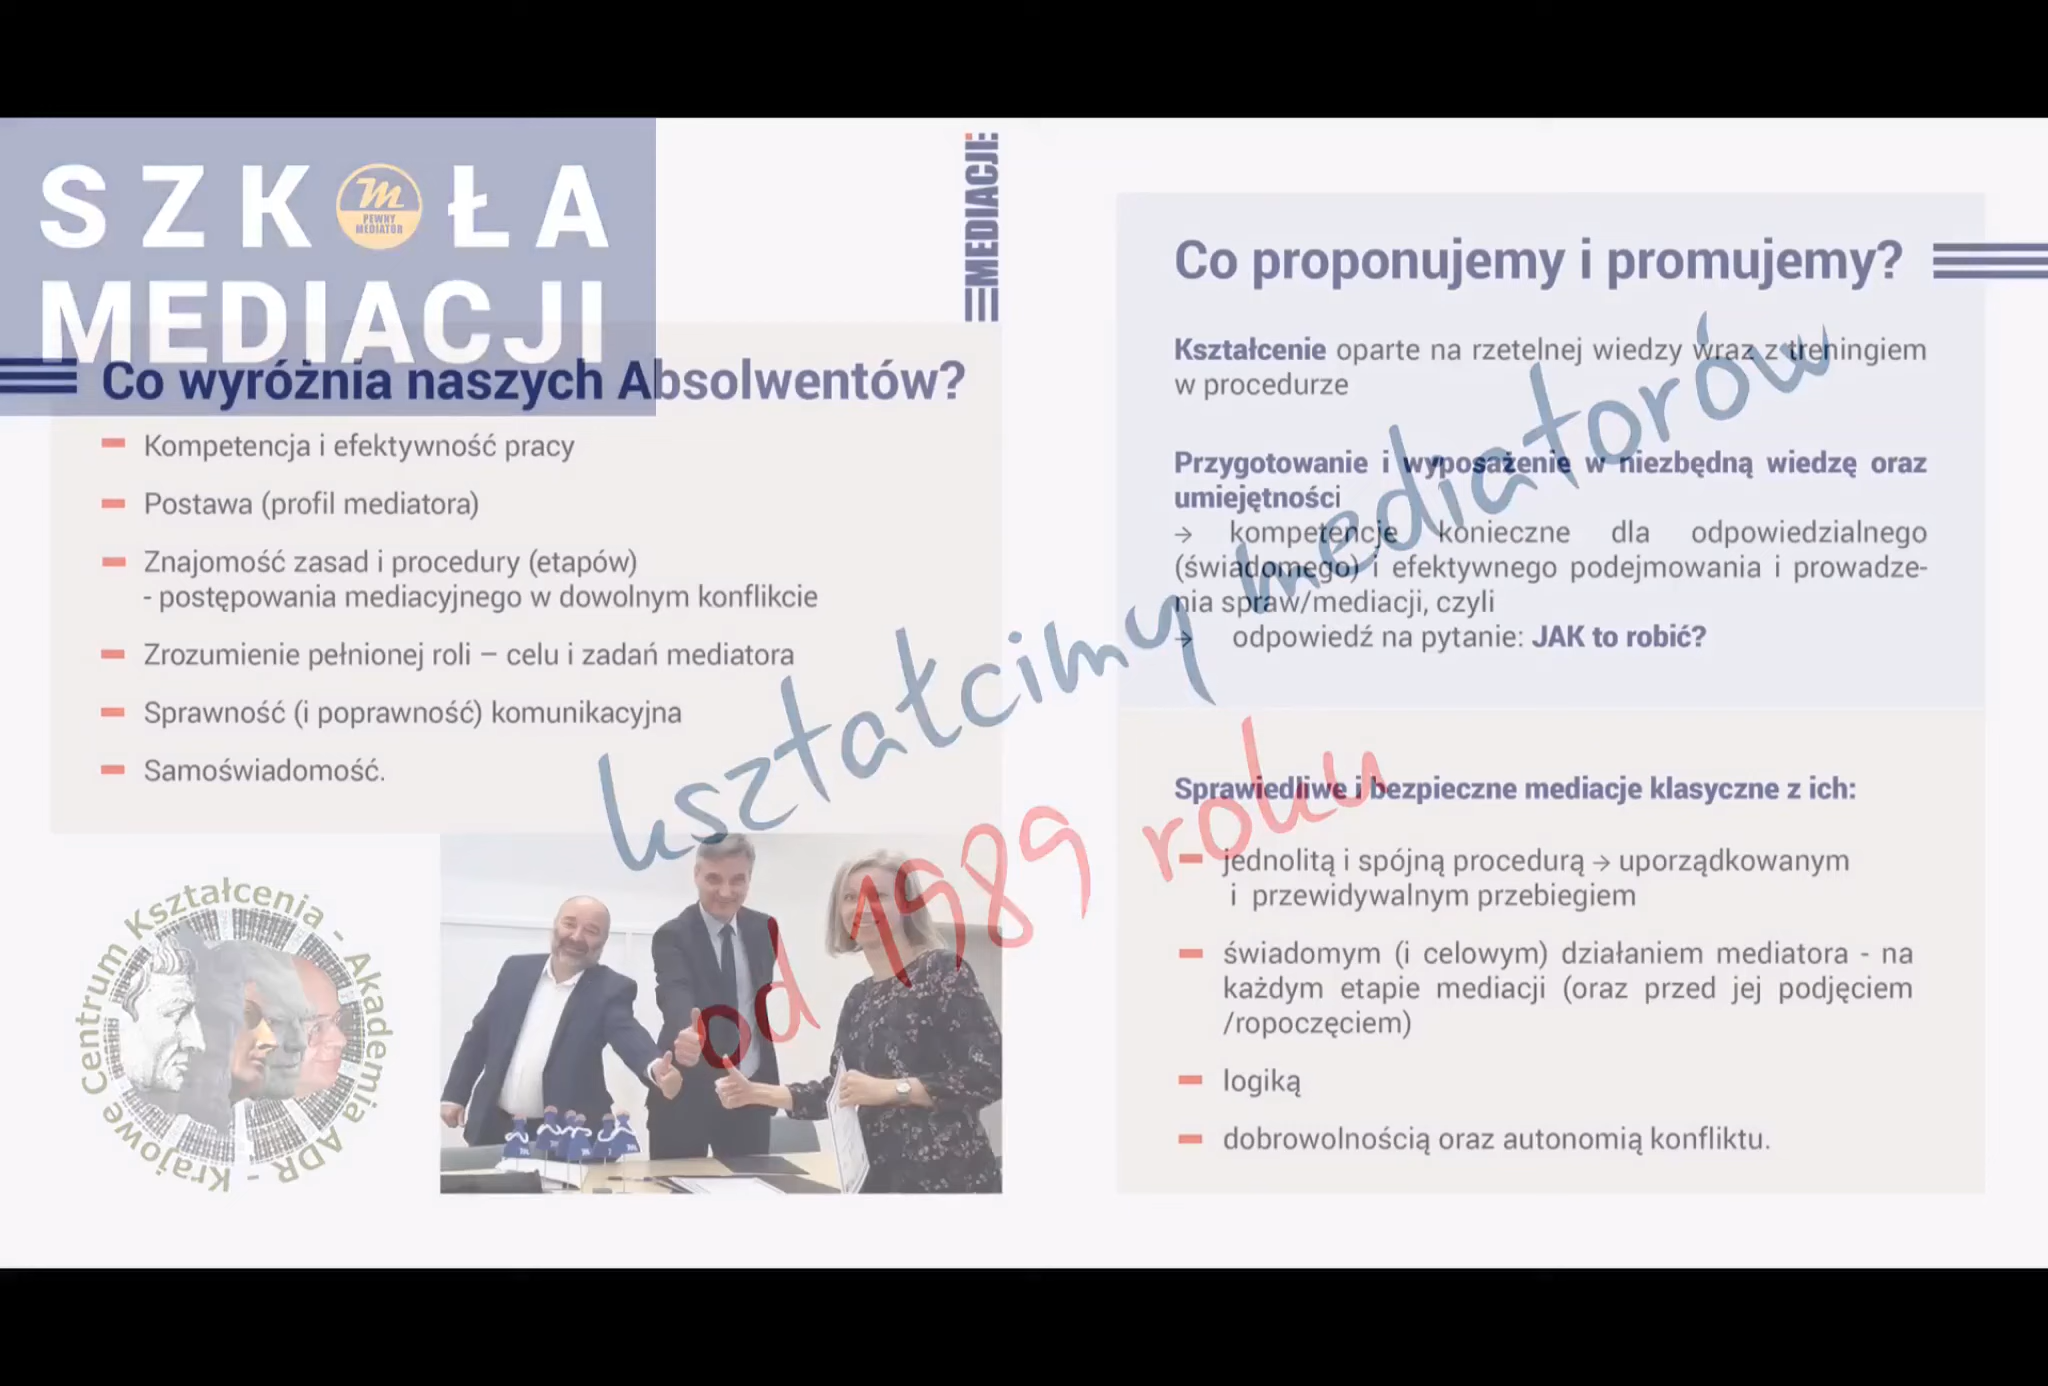 SZKOŁA
PEWNY
MEDIATOR
MEDIACJI
MEDIACJE:
Co wyróżnia naszych Absolwentów?
Kompetencja i efektywność pracy
Postawa (profil mediatora)
Znajomość zasad i procedury (etapów)
- postępowania mediacyjnego w dowolnym konflikcie
Zrozumienie pełnionej roli – celu i zadań mediatora
Sprawność (i poprawność) komunikacyjna
Samoświadomość.
Krajowe Centrum Kształcenia - Akademia ADR -
kształcimy mediatorów
od 1989 roku
Co proponujemy i promujemy?
Kształcenie oparte na rzetelnej wiedzy wraz z treningiem
w procedurze
Przygotowanie i wyposażenie w niezbędną wiedzę oraz
umiejętności
→ kompetencje konieczne dla odpowiedzialnego
(świadomego) i efektywnego podejmowania i prowadze-
nia spraw/mediacji, czyli
→ odpowiedź na pytanie: JAK to robić?
Sprawiedliwe i bezpieczne mediacje klasyczne z ich:
jednolitą i spójną procedurą → uporządkowanym
i przewidywalnym przebiegiem
świadomym (i celowym) działaniem mediatora - na
każdym etapie mediacji (oraz przed jej podjęciem
/ropoczęciem)
logiką
dobrowolnością oraz autonomią konfliktu.